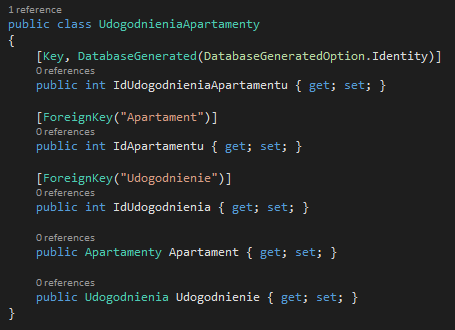 1 reference
public class UdogodnieniaApartamenty
{
[Key, DatabaseGenerated(DatabaseGeneratedOption.Identity)]
0 references
public int IdUdogodnieniaApartamentu { get; set; }
[ForeignKey("Apartament")]
0 references
public int IdApartamentu { get; set; }
[ForeignKey("Udogodnienie")]
0 references
public int IdUdogodnienia { get; set; }
0 references
public Apartamenty Apartament { get; set; }
0 references
public Udogodnienia Udogodnienie { get; set; }
}